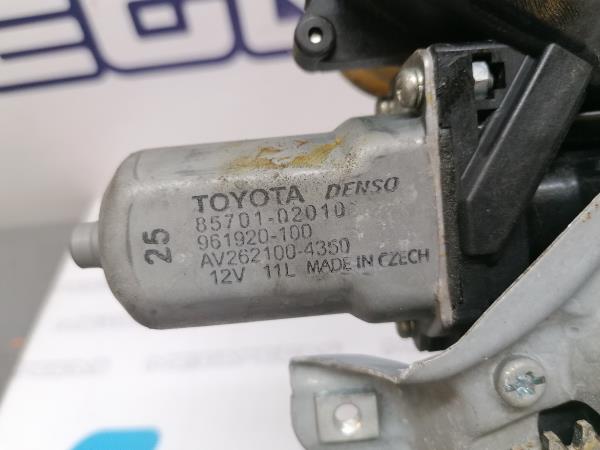 TOYOTA DENSO
85701-02010
961920-100
AV262100-4350
12V 11L MADE IN CZECH
25